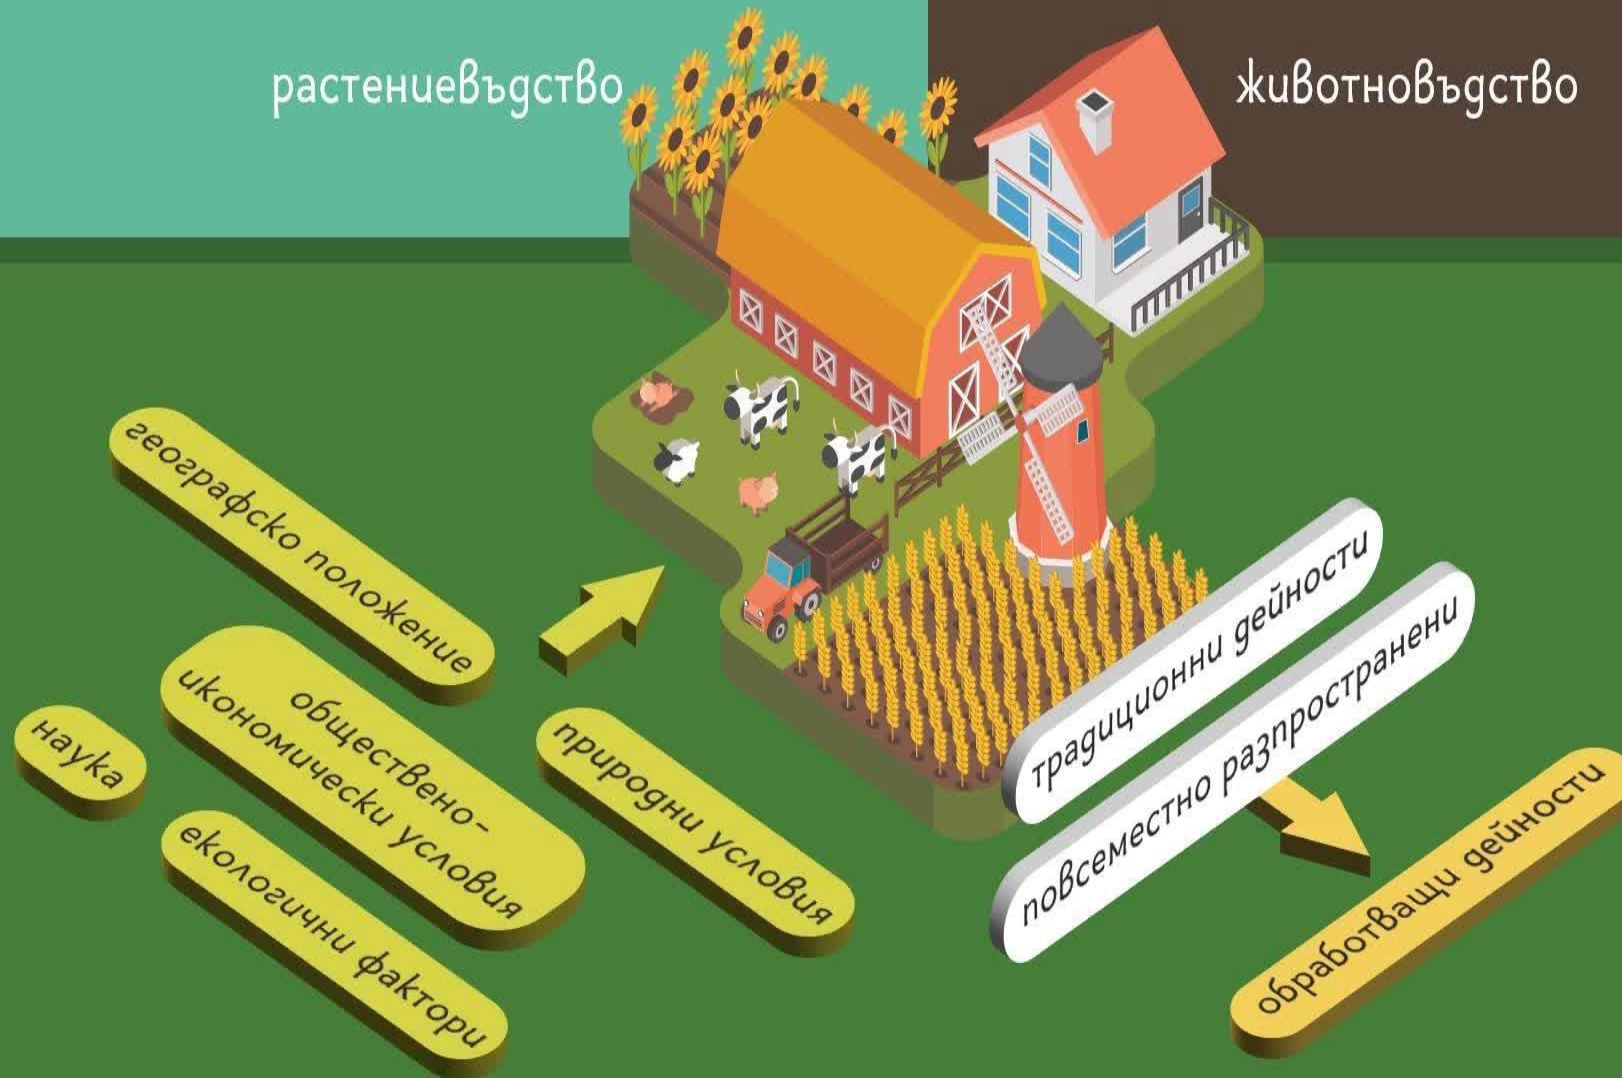 растениевъдство
животновъдство
географско положение
обществено-
икономически условия
наука
екологични фактори
природни условия
традиционни дейности
повсеместно разпространени
обработващи дейности